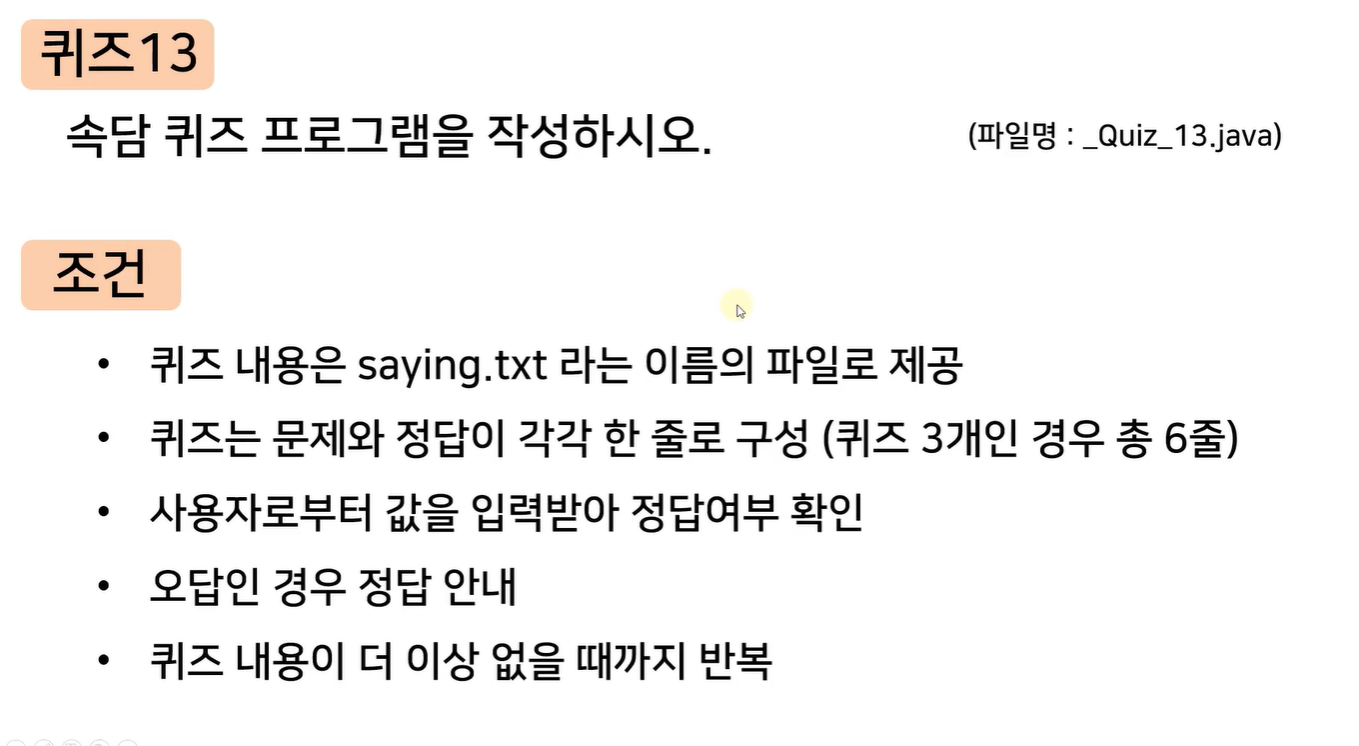 퀴즈13
속담 퀴즈 프로그램을 작성하시오.
(파일명 : _Quiz_13.java)
조건
• 퀴즈 내용은 saying.txt 라는 이름의 파일로 제공
• 퀴즈는 문제와 정답이 각각 한 줄로 구성 (퀴즈 3개인 경우 총 6줄)
• 사용자로부터 값을 입력받아 정답여부 확인
• 오답인 경우 정답 안내
• 퀴즈 내용이 더 이상 없을 때까지 반복